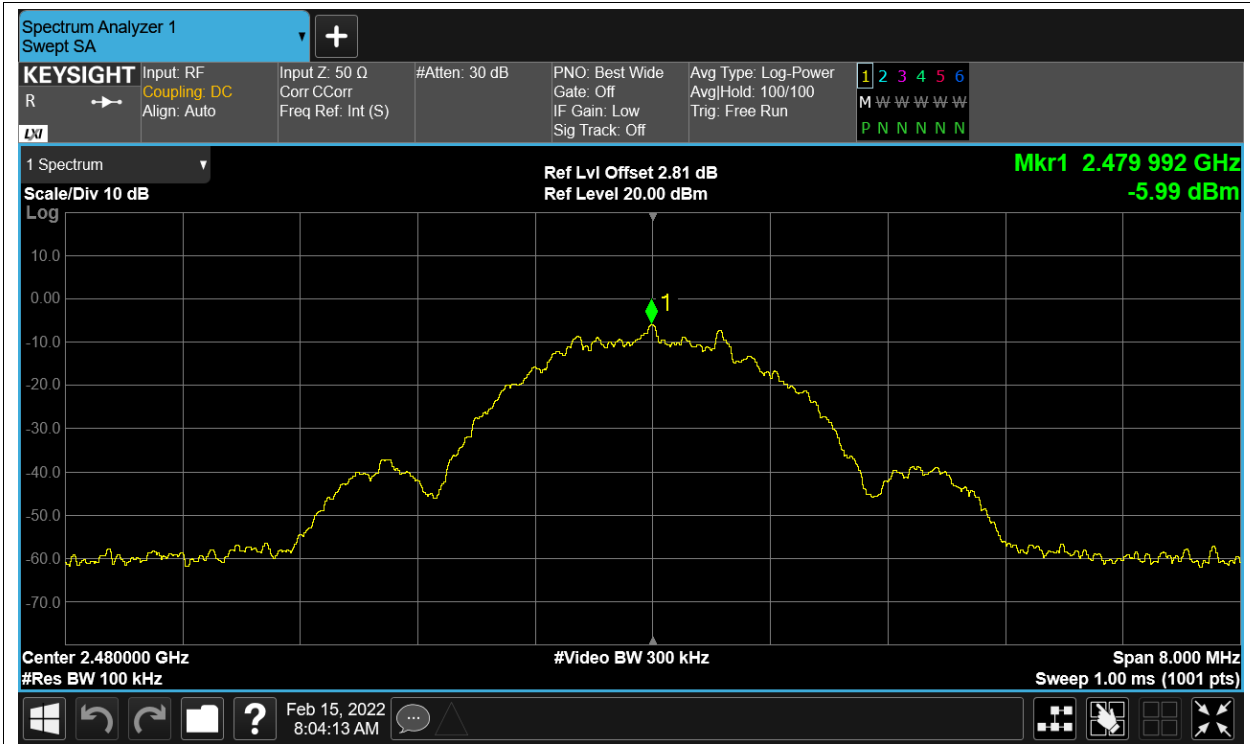 Spectrum Analyzer 1
Swept SA
KEYSIGHT
R
LXI
Input: RF
Coupling: DC
Align: Auto
Input Z: 50 Ω
Corr CCorr
Freq Ref: Int (S)
#Atten: 30 dB
PNO: Best Wide
Gate: Off
IF Gain: Low
Sig Track: Off
Avg Type: Log-Power
Avg|Hold: 100/100
Trig: Free Run
1 2 3 4 5 6
M W W W W W
P N N N N N
1 Spectrum
Scale/Div 10 dB
Log
Ref Lvl Offset 2.81 dB
Ref Level 20.00 dBm
Mkr1 2.479 992 GHz
-5.99 dBm
10.0
0.00
1
-10.0
-20.0
-30.0
-40.0
-50.0
-60.0
-70.0
Center 2.480000 GHz
#Video BW 300 kHz
Span 8.000 MHz
#Res BW 100 kHz
Sweep 1.00 ms (1001 pts)
?
Feb 15, 2022
8:04:13 AM